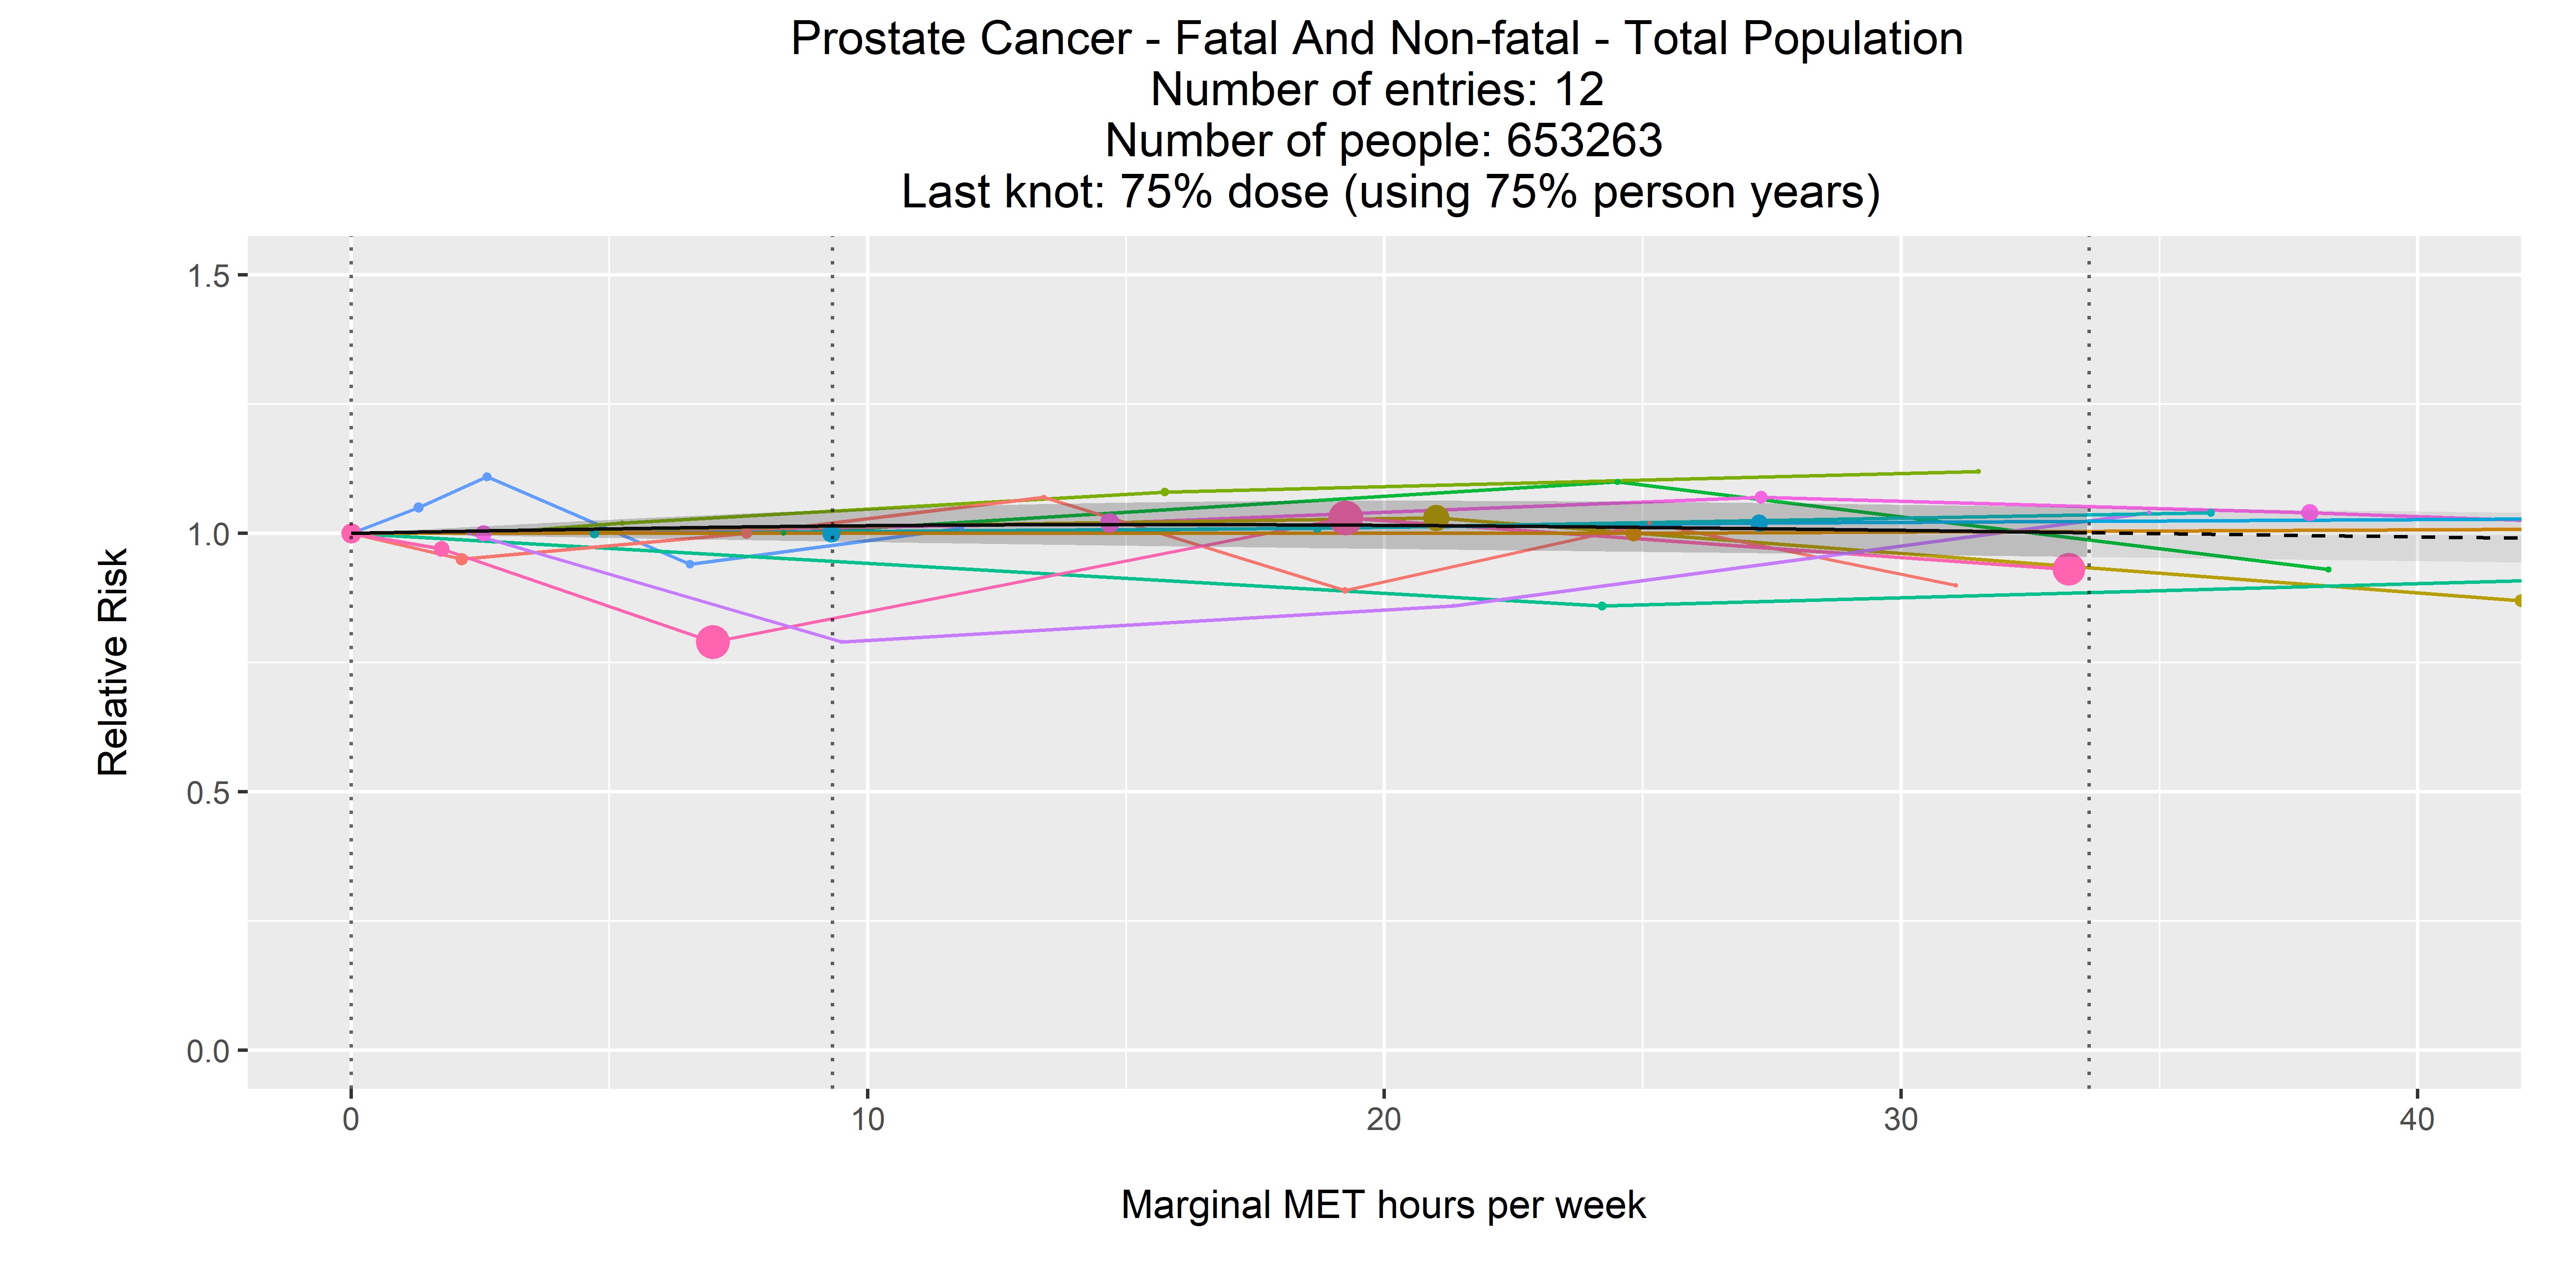 Prostate Cancer - Fatal And Non-fatal - Total Population
Number of entries: 12
Number of people: 653263
Last knot: 75% dose (using 75% person years)
Relative Risk
1.5
1.0
0.5
0.0
0 10 20 30 40
Marginal MET hours per week